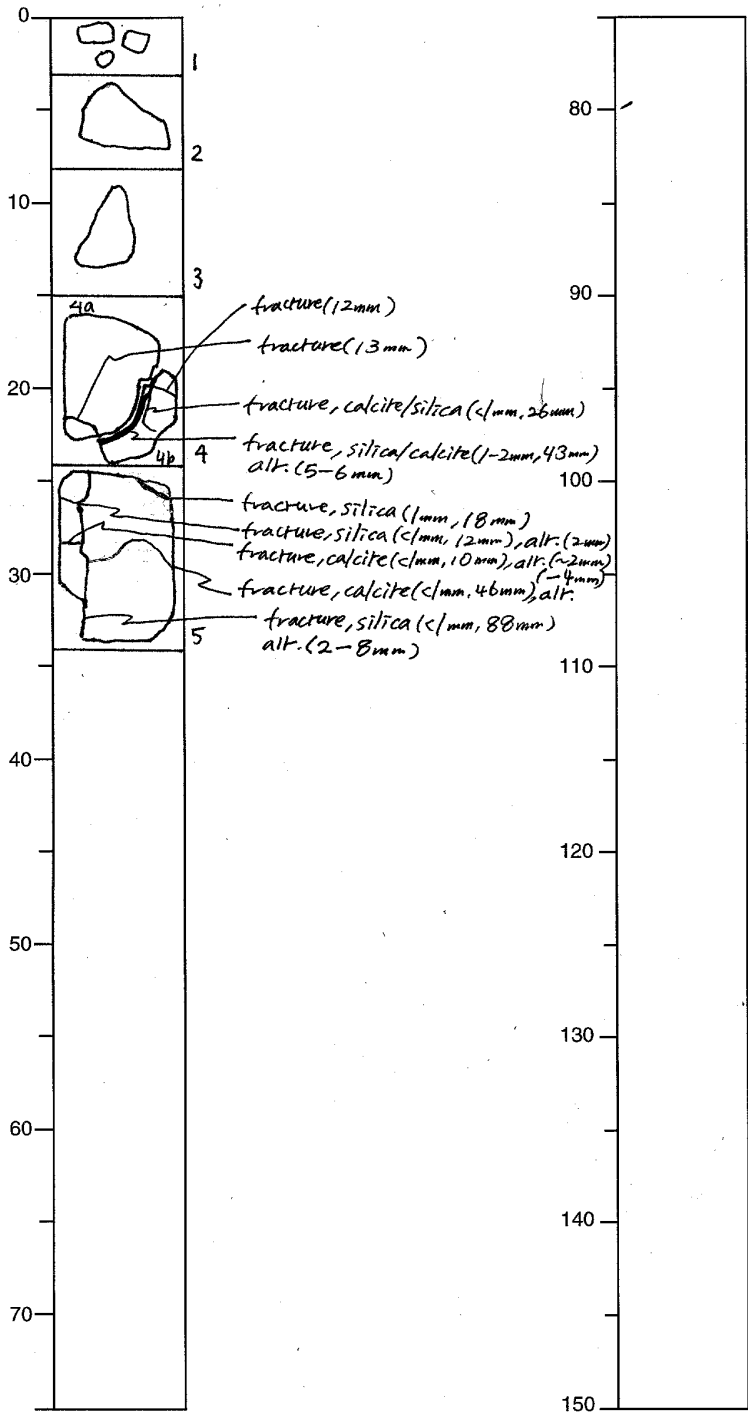 0
1
2
10
3
4a
fracture(12mm)
fracture(13mm)
20
fracture, calcite/silica(<1mm, 26mm)
4
fracture, silica/calcite(1-2mm, 43mm)
alt.(5-6mm)
4b
fracture, silica(1mm, 18mm)
fracture, silica(<1mm, 12mm), alt.(2mm)
fracture, calcite(<1mm, 10mm), alt.(~2mm)
30
fracture, calcite(<1mm, 46mm), alt.(-4mm)
fracture, silica(<1mm, 88mm)
5
alt.(2-8mm)
40
50
60
70
80
90
100
110
120
130
140
150